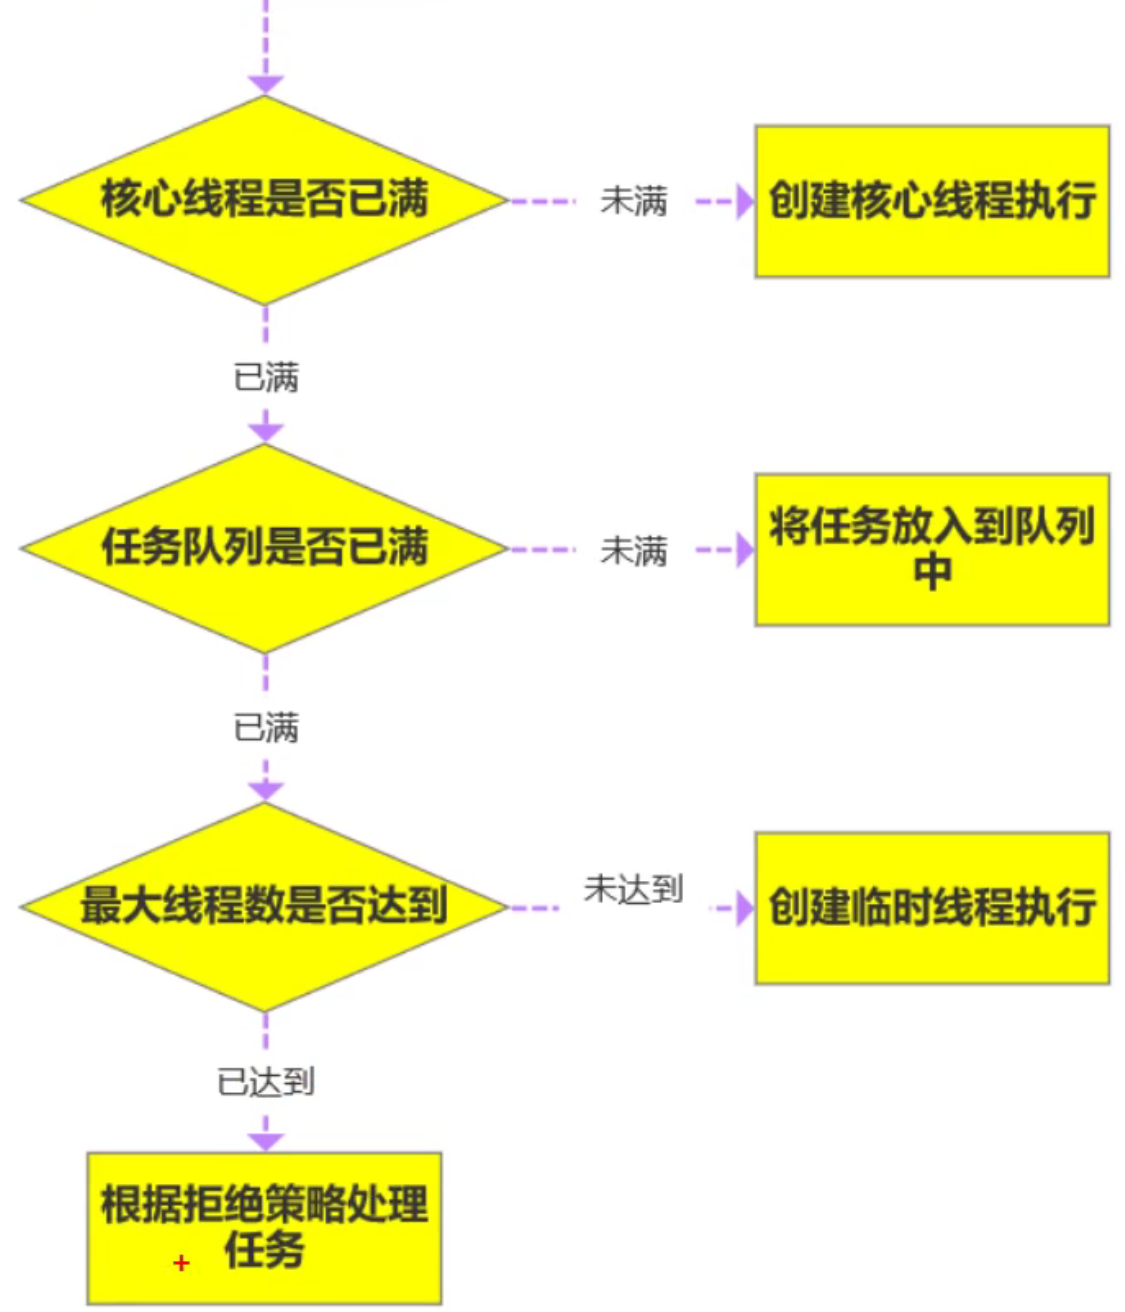 核心线程是否已满
未满
创建核心线程执行
已满
任务队列是否已满
未满
将任务放入到队列
中
已满
最大线程数是否达到
未达到
创建临时线程执行
已达到
根据拒绝策略处理
任务